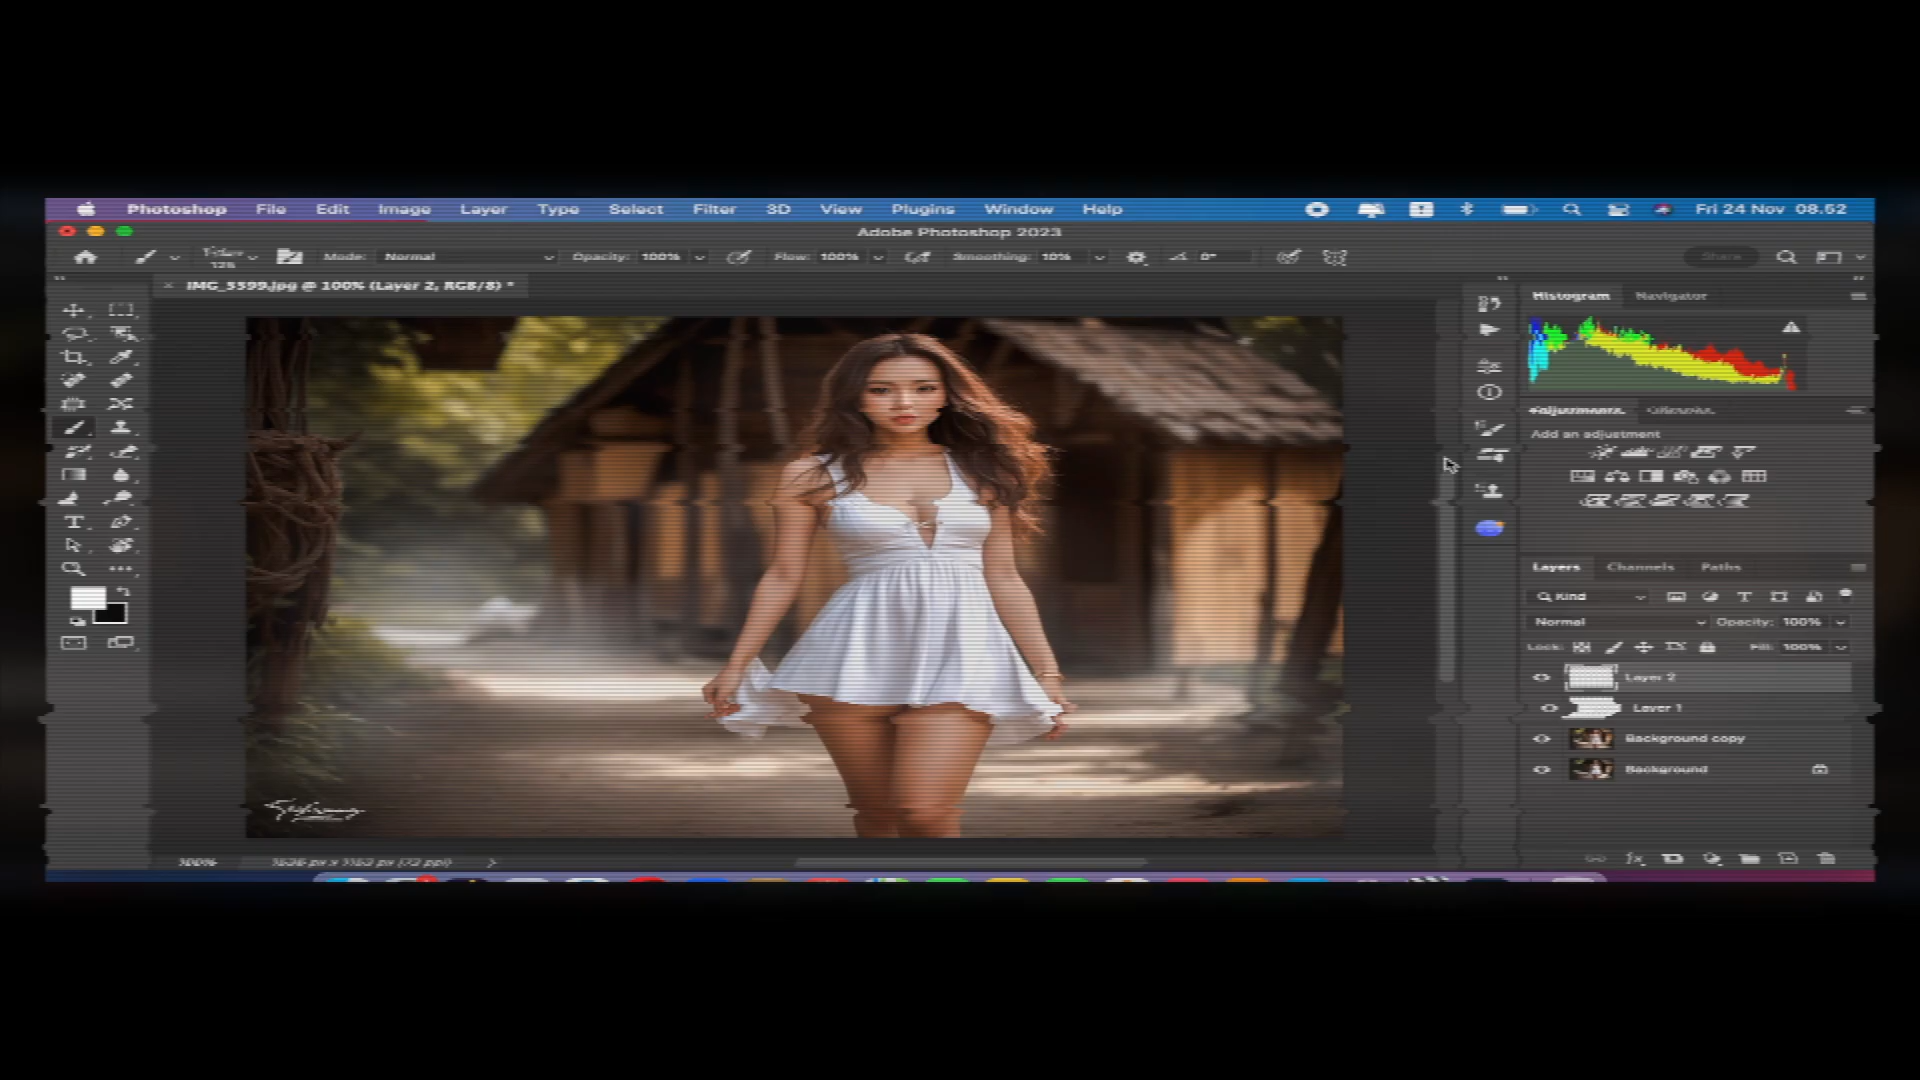 Photoshop File Edit Image Layer Type Select Filter 3D View Plugins Window Help Fri 24 Nov 08.52
Adobe Photoshop 2023
125 Mode: Normal Opacity: 100% Flow: 100% Smoothing: 10% 0° Share
IMG_5599.jpg @ 100% (Layer 2, RGB/8) *
Histogram Navigator
Adjustments
Add an adjustment
Layers Channels Paths
Kind
Normal Opacity: 100%
Lock: Fill: 100%
Layer 2
Layer 1
Background copy
Background
100%